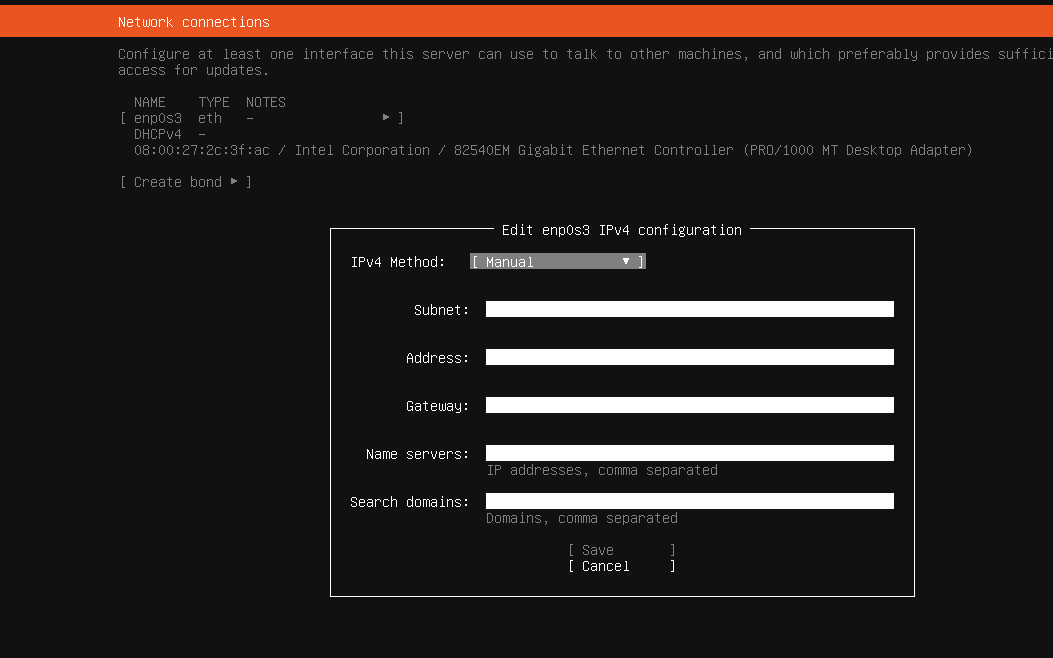 Network connections
Configure at least one interface this server can use to talk to other machines, and which preferably provides suffici
access for updates.
NAME TYPE NOTES
[ enp0s3 eth - ▸ ]
DHCPv4 -
08:00:27:2c:3f:ac / Intel Corporation / 82540EM Gigabit Ethernet Controller (PRO/1000 MT Desktop Adapter)
[ Create bond ▸ ]
Edit enp0s3 IPv4 configuration
IPv4 Method: [ Manual ▾ ]
Subnet:
Address:
Gateway:
Name servers:
IP addresses, comma separated
Search domains:
Domains, comma separated
[ Save ]
[ Cancel ]